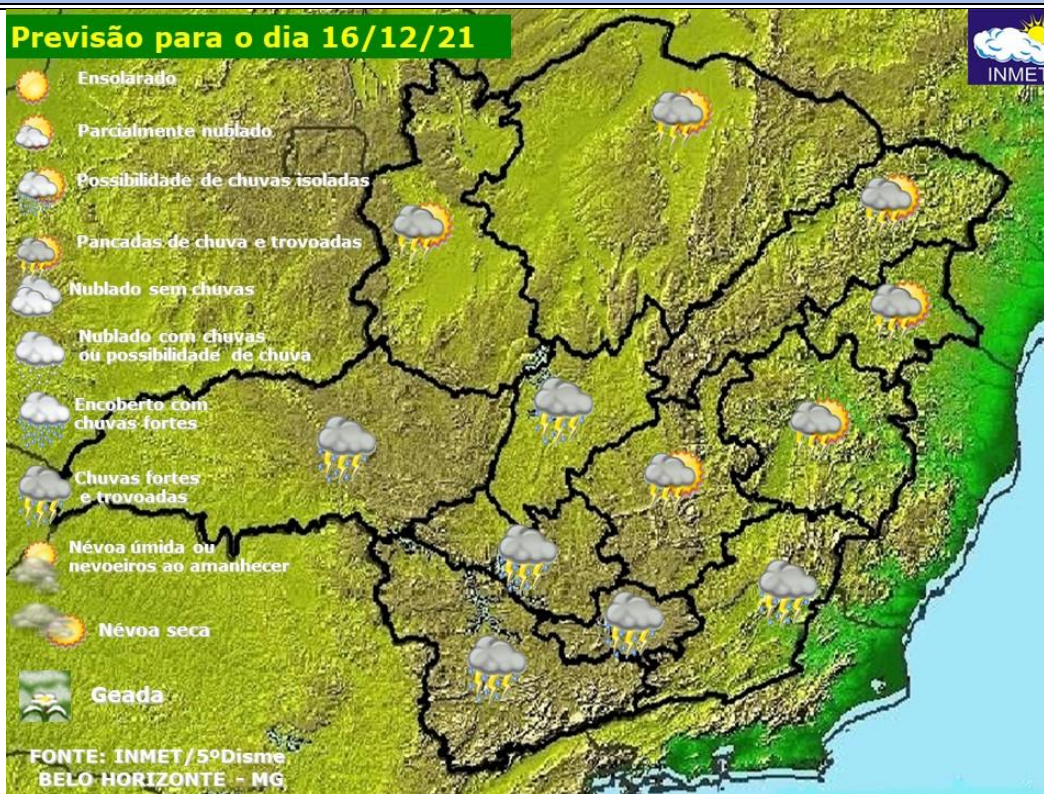 Previsão para o dia 16/12/21
INMET
Ensolarado
Parcialmente nublado
Possibilidade de chuvas isoladas
Pancadas de chuva e trovoadas
Nublado sem chuvas
Nublado com chuvas
ou possibilidade de chuva
Encoberto com
chuvas fortes
Chuvas fortes
e trovoadas
Névoa úmida ou
nevoeiros ao amanhecer
Névoa seca
Geada
FONTE: INMET/5ºDisme
BELO HORIZONTE - MG